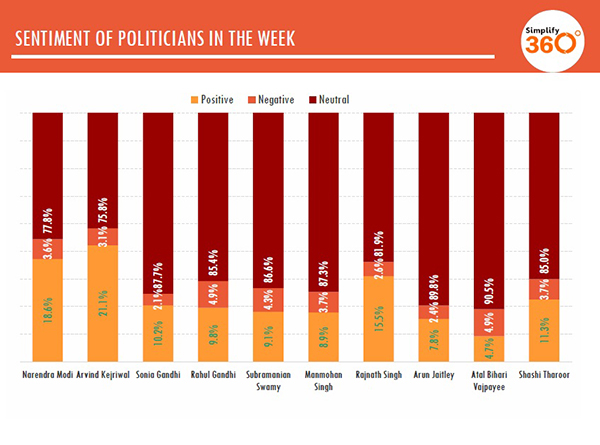 SENTIMENT OF POLITICIANS IN THE WEEK
Simplify
360°
Positive Negative Neutral
77.8% 75.8% 87.7% 85.4% 86.6% 87.3% 81.9% 89.8% 90.5% 85.0%
3.6% 3.1% 2.1% 4.9% 4.3% 3.7% 2.6% 2.4% 4.9% 3.7%
18.6% 21.1% 10.2% 9.8% 9.1% 8.9% 15.5% 7.8% 4.7% 11.3%
Narendra Modi Arvind Kejriwal Sonia Gandhi Rahul Gandhi Subramanian Manmohan Rajnath Singh Arun Jaitley Atal Bihari Shashi Tharoor
Swamy Singh Vajpayee